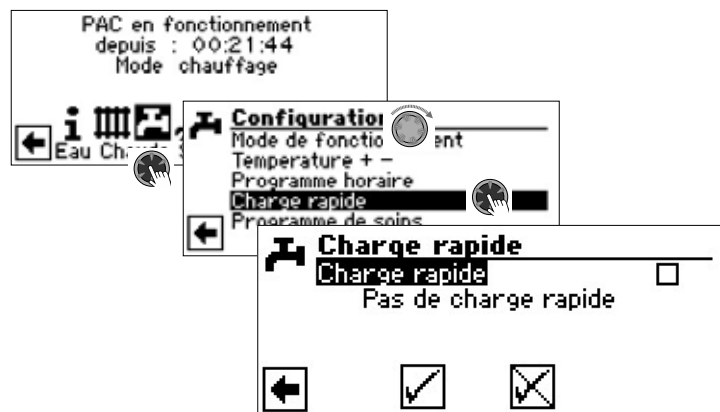 PAC en fonctionnement
depuis : 00:21:44
Mode chauffage
Eau
Configuration
Mode de
Temperature + -
Programme horaire
Charge rapide
Programme de soins
Charge rapide
Charge rapide
Pas de charge rapide